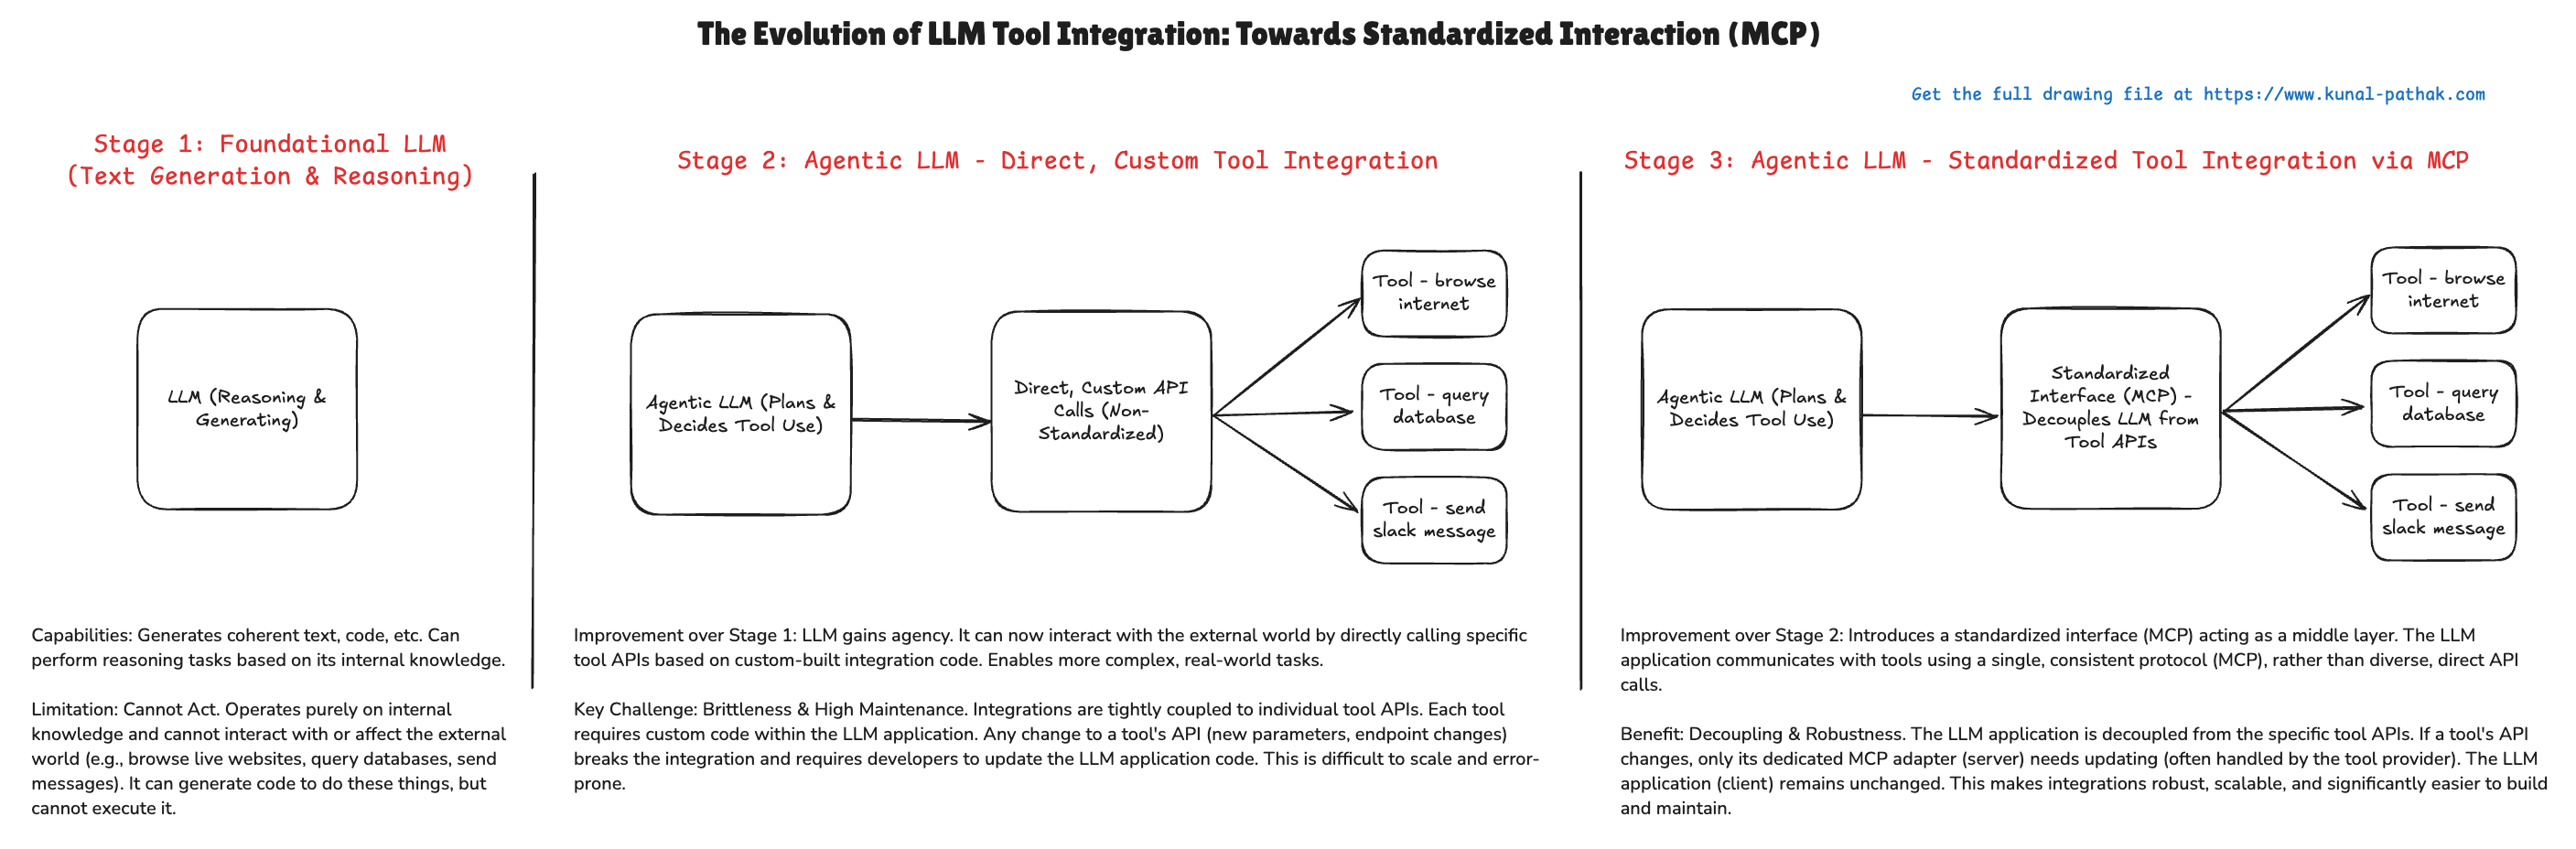 The Evolution of LLM Tool Integration: Towards Standardized Interaction (MCP)
Get the full drawing file at https://www.kunal-pathak.com
Stage 1: Foundational LLM
(Text Generation & Reasoning)
LLM (Reasoning &
Generating)
Capabilities: Generates coherent text, code, etc. Can
perform reasoning tasks based on its internal knowledge.
Limitation: Cannot Act. Operates purely on internal
knowledge and cannot interact with or affect the external
world (e.g., browse live websites, query databases, send
messages). It can generate code to do these things, but
cannot execute it.
Stage 2: Agentic LLM - Direct, Custom Tool Integration
Agentic LLM (Plans &
Decides Tool Use)
Direct, Custom API
Calls (Non-
Standardized)
Tool - browse
internet
Tool - query
database
Tool - send
slack message
Improvement over Stage 1: LLM gains agency. It can now interact with the external world by directly calling specific
tool APIs based on custom-built integration code. Enables more complex, real-world tasks.
Key Challenge: Brittleness & High Maintenance. Integrations are tightly coupled to individual tool APIs. Each tool
requires custom code within the LLM application. Any change to a tool's API (new parameters, endpoint changes)
breaks the integration and requires developers to update the LLM application code. This is difficult to scale and error-
prone.
Stage 3: Agentic LLM - Standardized Tool Integration via MCP
Agentic LLM (Plans &
Decides Tool Use)
Standardized
Interface (MCP) -
Decouples LLM from
Tool APIs
Tool - browse
internet
Tool - query
database
Tool - send
slack message
Improvement over Stage 2: Introduces a standardized interface (MCP) acting as a middle layer. The LLM
application communicates with tools using a single, consistent protocol (MCP), rather than diverse, direct API
calls.
Benefit: Decoupling & Robustness. The LLM application is decoupled from the specific tool APIs. If a tool's API
changes, only its dedicated MCP adapter (server) needs updating (often handled by the tool provider). The LLM
application (client) remains unchanged. This makes integrations robust, scalable, and significantly easier to build
and maintain.